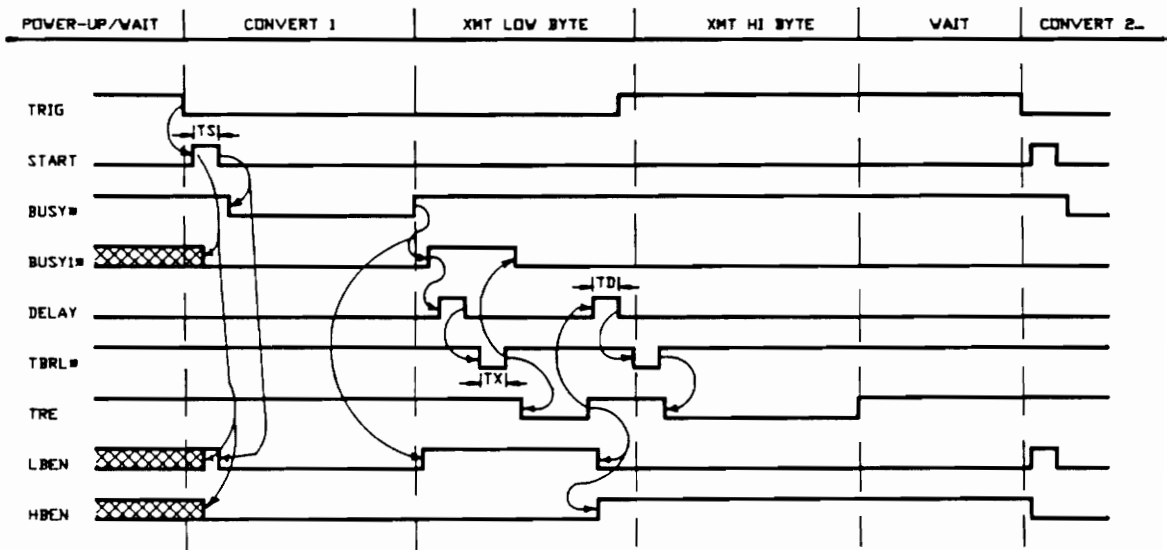 POWER-UP/WAIT CONVERT 1 XMT LOW BYTE XMT HI BYTE WAIT CONVERT 2_
TRIG
TS
START
BUSY*
BUSY1*
TD
DELAY
TBRL*
TX
TRE
LBEN
HBEN